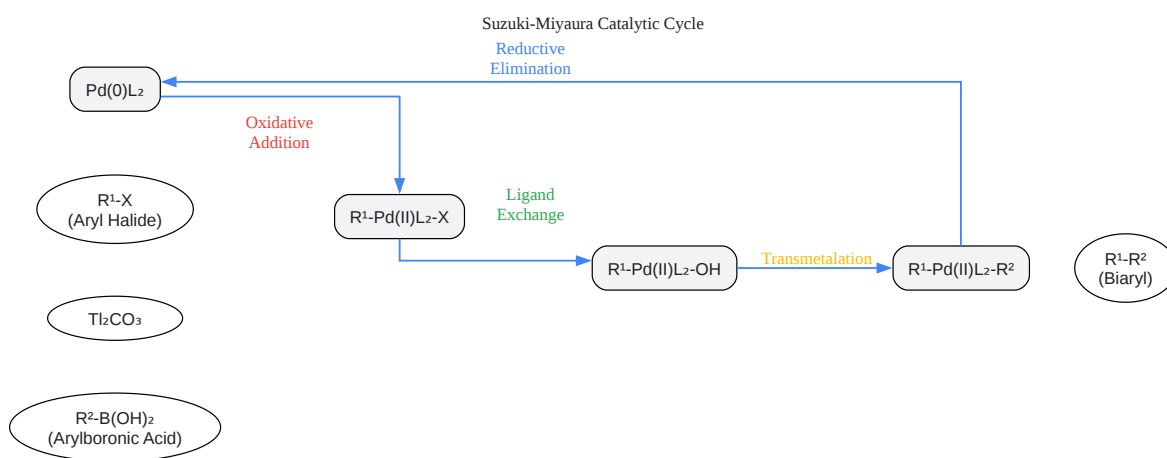 Suzuki-Miyaura Catalytic Cycle
Reductive
Elimination
Pd(0)L₂
Oxidative
Addition
R¹-X
(Aryl Halide)
R¹-Pd(II)L₂-X
Ligand
Exchange
R¹-Pd(II)L₂-OH
Transmetalation
R¹-Pd(II)L₂-R²
R¹-R²
(Biaryl)
Tl₂CO₃
R²-B(OH)₂
(Arylboronic Acid)